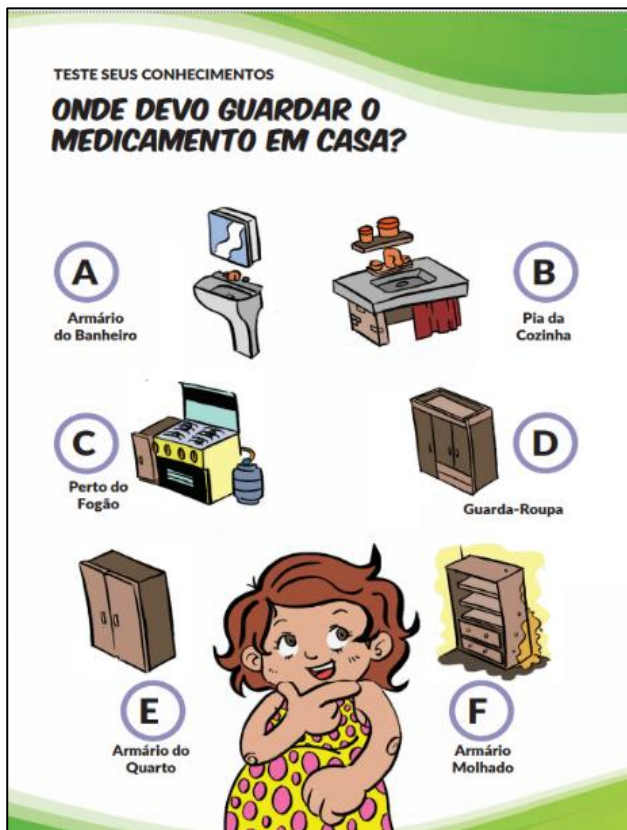 TESTE SEUS CONHECIMENTOS
ONDE DEVO GUARDAR O
MEDICAMENTO EM CASA?
A
Armário
do Banheiro
B
Pia da
Cozinha
C
Perto do
Fogão
D
Guarda-Roupa
E
Armário do
Quarto
F
Armário
Molhado